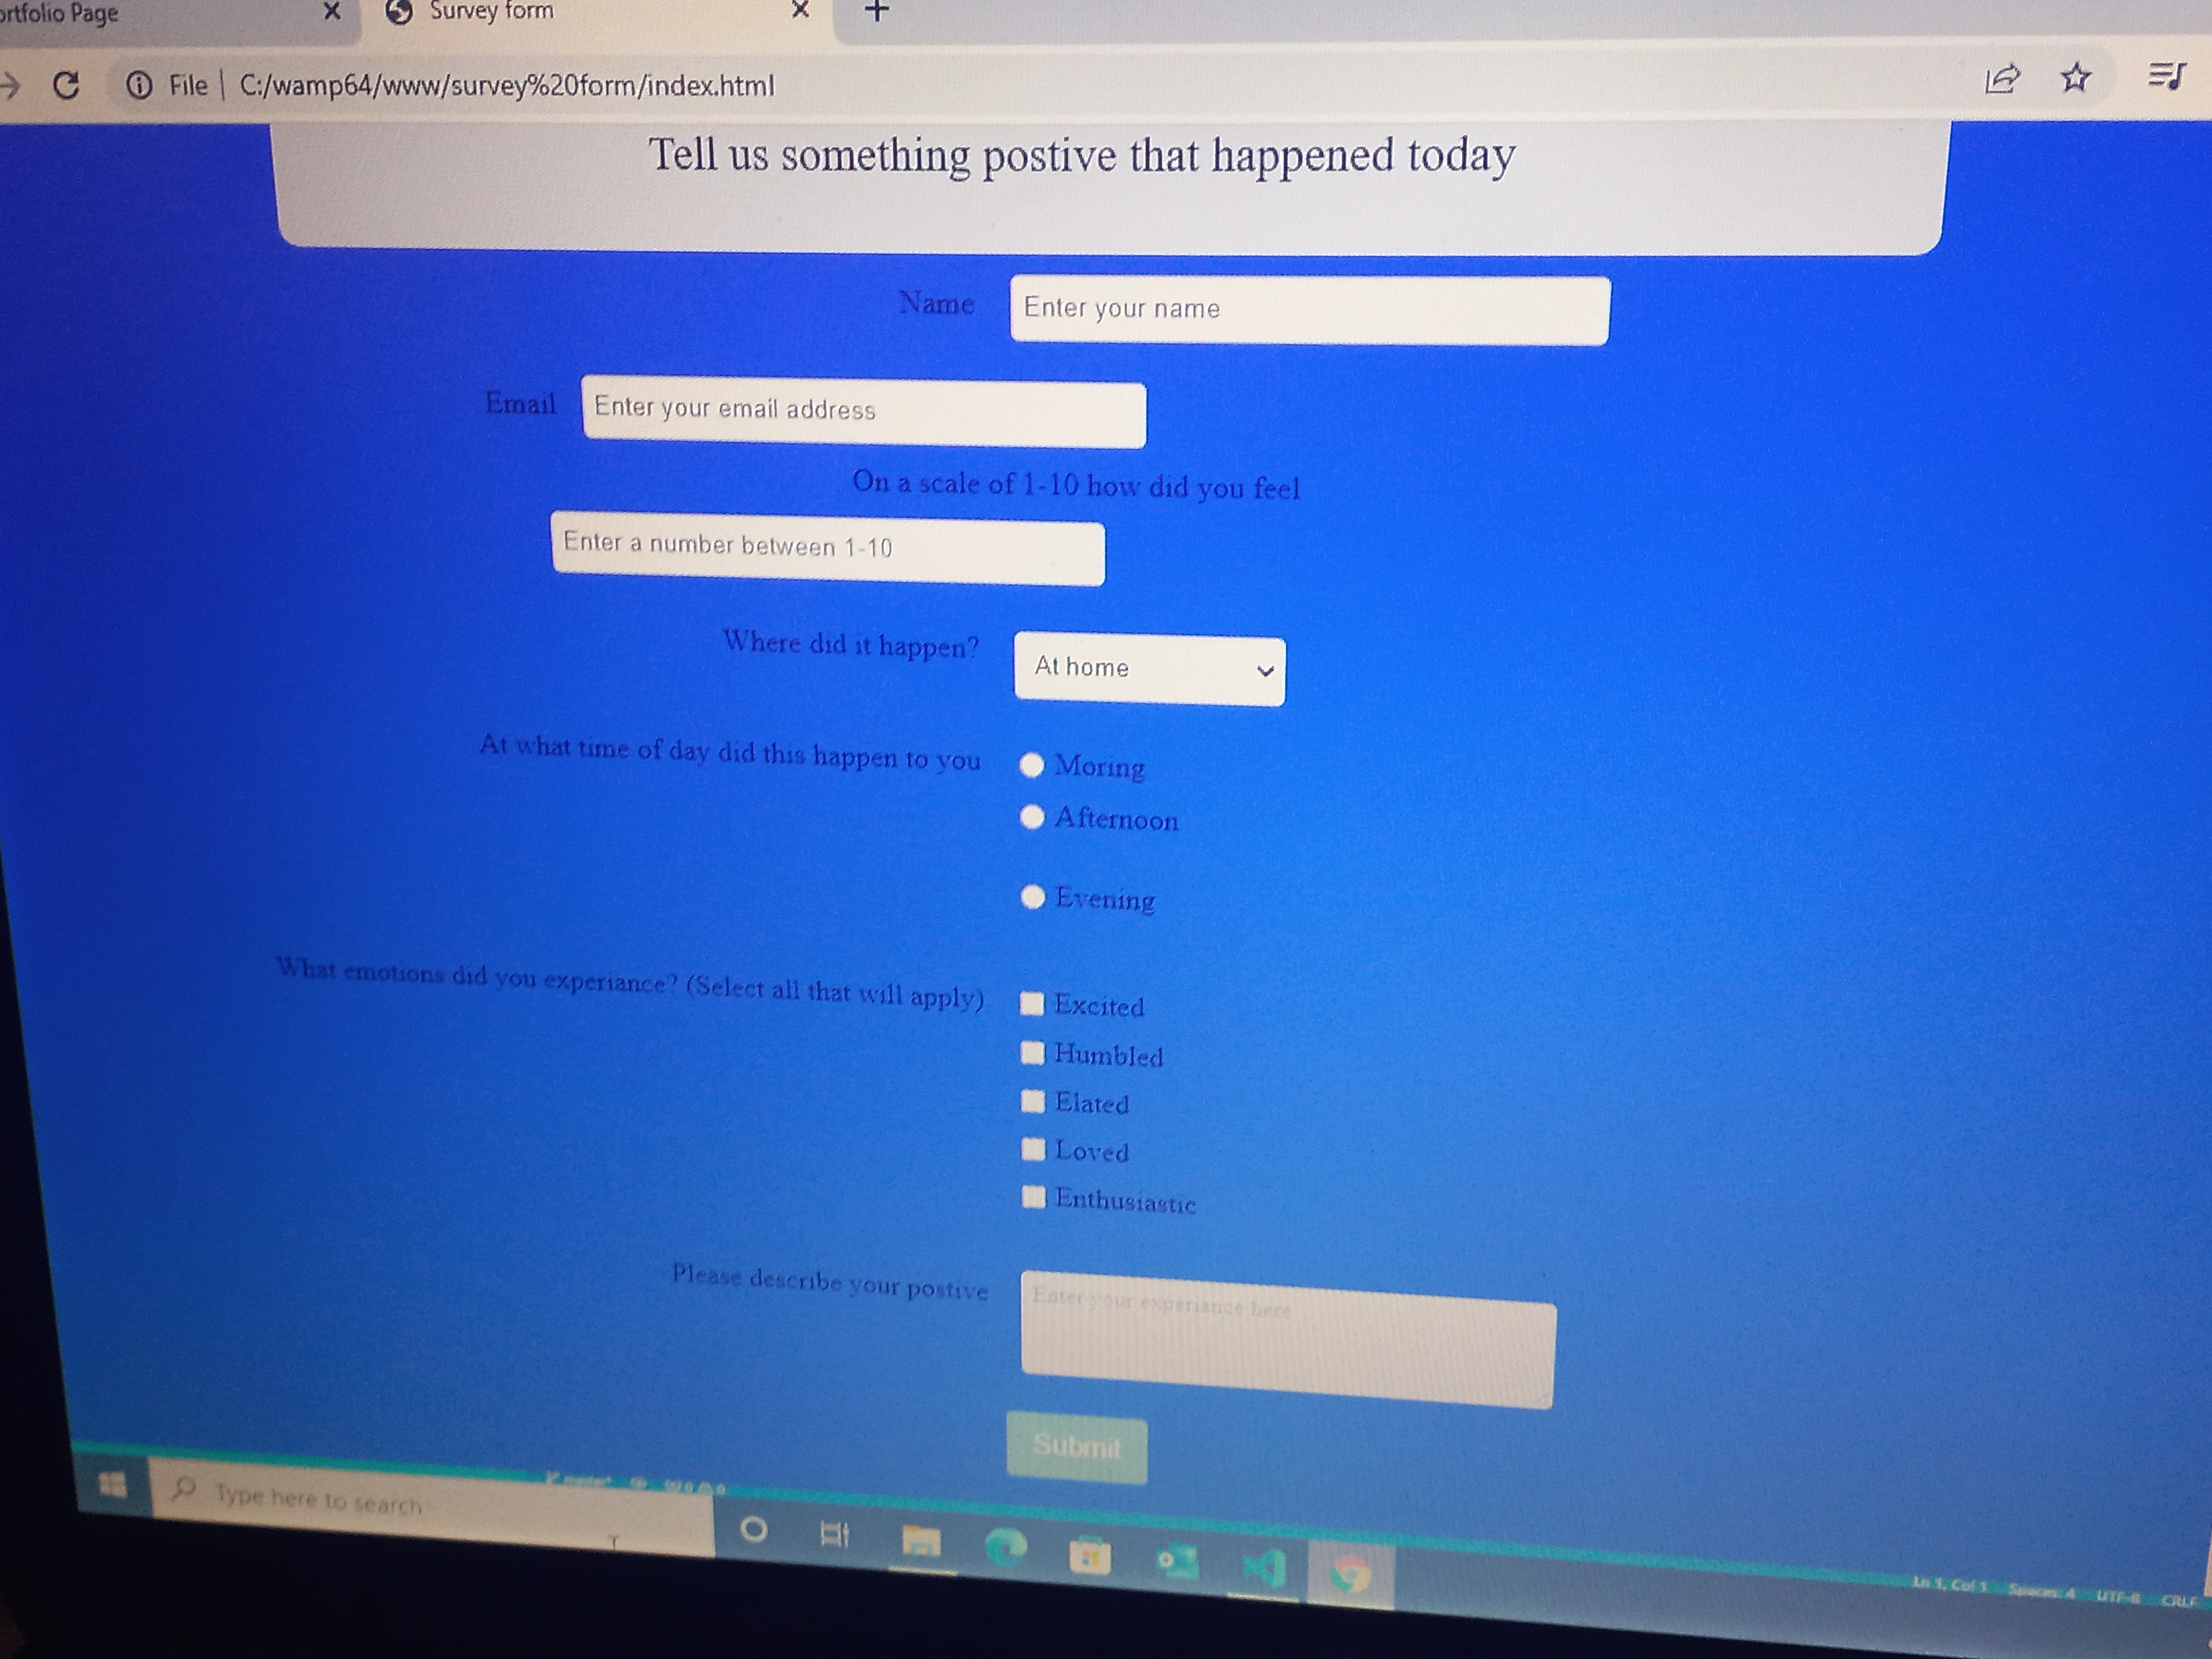 ortfolio Page
Survey form
File | C:/wamp64/www/survey%20form/index.html
Tell us something postive that happened today
Name Enter your name
Email Enter your email address
On a scale of 1-10 how did you feel
Enter a number between 1-10
Where did it happen? At home
At what time of day did this happen to you
Moring
Afternoon
Evening
What emotions did you experiance? (Select all that will apply)
Excited
Humbled
Elated
Loved
Enthusiastic
Please describe your postive Enter your experiance here
Submit
master*
Type here to search
Ln 1, Col 1 Spaces: 4 UTF-8 CRLF